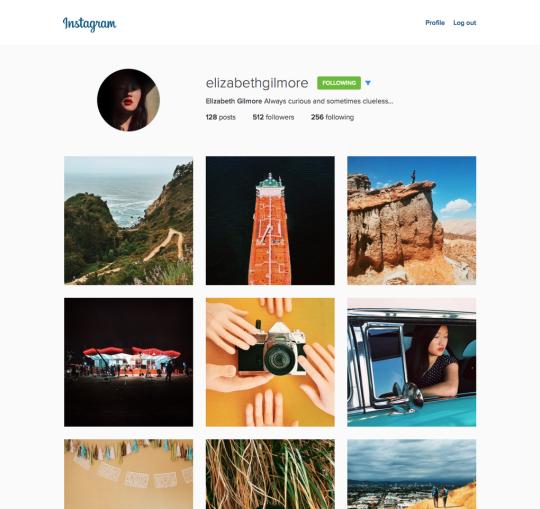 Instagram
Profile Log out
elizabethgilmore FOLLOWING
Elizabeth Gilmore Always curious and sometimes clueless...
128 posts 512 followers 256 following